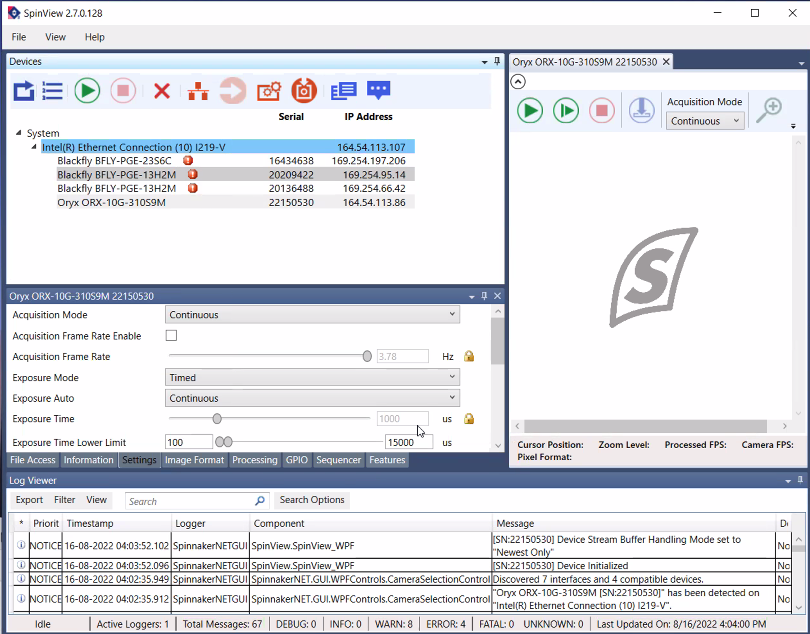 SpinView 2.7.0.128
File View Help
Devices
Serial IP Address
System
Intel(R) Ethernet Connection (10) I219-V 164.54.113.107
Blackfly BFLY-PGE-23S6C 16434638 169.254.197.206
Blackfly BFLY-PGE-13H2M 20209422 169.254.95.14
Blackfly BFLY-PGE-13H2M 20136488 169.254.66.42
Oryx ORX-10G-310S9M 22150530 164.54.113.86
Oryx ORX-10G-310S9M 22150530
Acquisition Mode Continuous
Acquisition Frame Rate Enable
Acquisition Frame Rate 3.78 Hz
Exposure Mode Timed
Exposure Auto Continuous
Exposure Time 1000 us
Exposure Time Lower Limit 100 15000 us
File Access Information Settings Image Format Processing GPIO Sequencer Features
Oryx ORX-10G-310S9M 22150530
Acquisition Mode
Continuous
S
Cursor Position: Zoom Level: Processed FPS: Camera FPS:
Pixel Format:
Log Viewer
Export Filter View Search Search Options
* Priorit Timestamp Logger Component Message
NOTICE 16-08-2022 04:03:52.102 SpinnakerNETGUI SpinView.SpinView_WPF [SN:22150530] Device Stream Buffer Handling Mode set to
"Newest Only" No
NOTICE 16-08-2022 04:03:52.096 SpinnakerNETGUI SpinView.SpinView_WPF [SN:22150530] Device Initialized No
NOTICE 16-08-2022 04:02:35.949 SpinnakerNETGUI SpinnakerNET.GUI.WPFControls.CameraSelectionControl Discovered 7 interfaces and 4 compatible devices. No
NOTICE 16-08-2022 04:02:35.912 SpinnakerNETGUI SpinnakerNET.GUI.WPFControls.CameraSelectionControl "Oryx ORX-10G-310S9M [SN:22150530]" has been detected on
"Intel(R) Ethernet Connection (10) I219-V". No
Idle Active Loggers: 1 Total Messages: 67 DEBUG: 0 INFO: 0 WARN: 8 ERROR: 4 FATAL: 0 UNKNOWN: 0 Last Updated On: 8/16/2022 4:04:00 PM